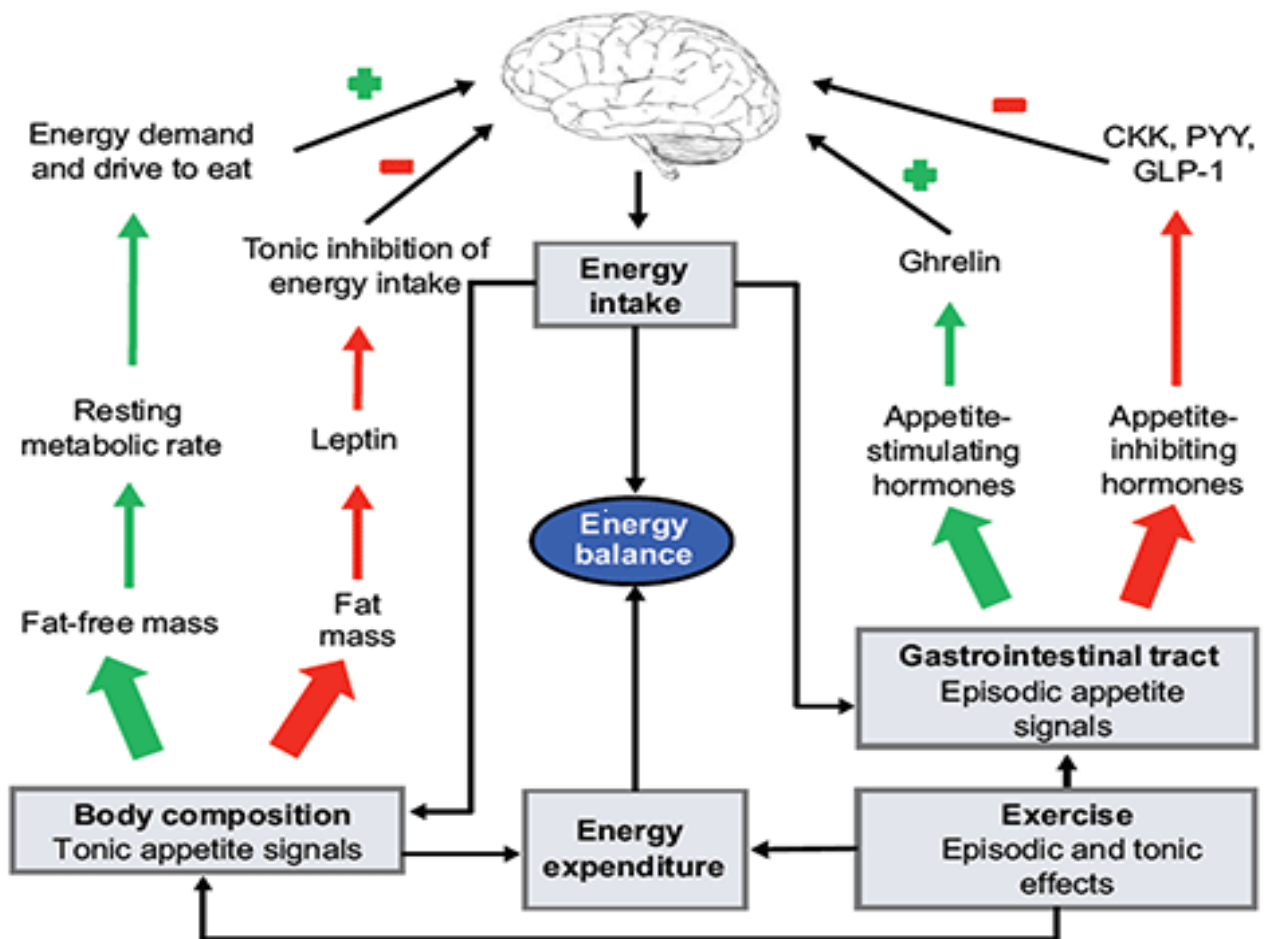 Energy demand
and drive to eat
Tonic inhibition of
energy intake
Energy
intake
CKK, PYY,
GLP-1
Ghrelin
Resting
metabolic rate
Leptin
Appetite-
stimulating
hormones
Appetite-
inhibiting
hormones
Energy
balance
Fat-free mass
Fat
mass
Gastrointestinal tract
Episodic appetite
signals
Body composition
Tonic appetite signals
Energy
expenditure
Exercise
Episodic and tonic
effects